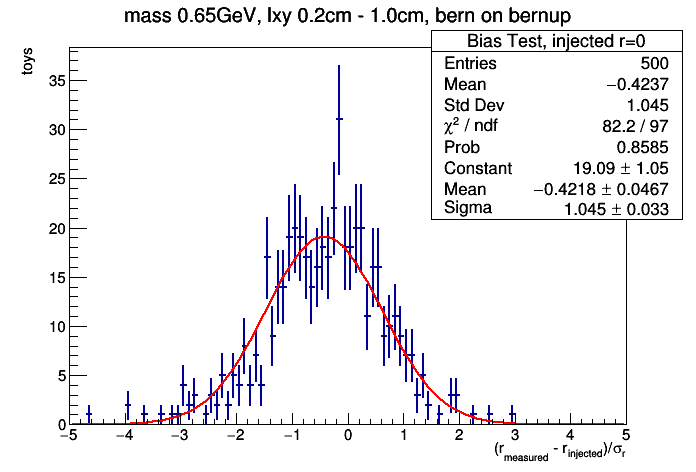 mass 0.65GeV, lxy 0.2cm - 1.0cm, bern on bernup
Bias Test, injected r=0
Entries 500
Mean −0.4237
Std Dev 1.045
χ² / ndf 82.2 / 97
Prob 0.8585
Constant 19.09 ± 1.05
Mean −0.4218 ± 0.0467
Sigma 1.045 ± 0.033
toys
35
30
25
20
15
10
5
0
−5 −4 −3 −2 −1 0 1 2 3 4 5
(r_measured - r_injected)/σ_r